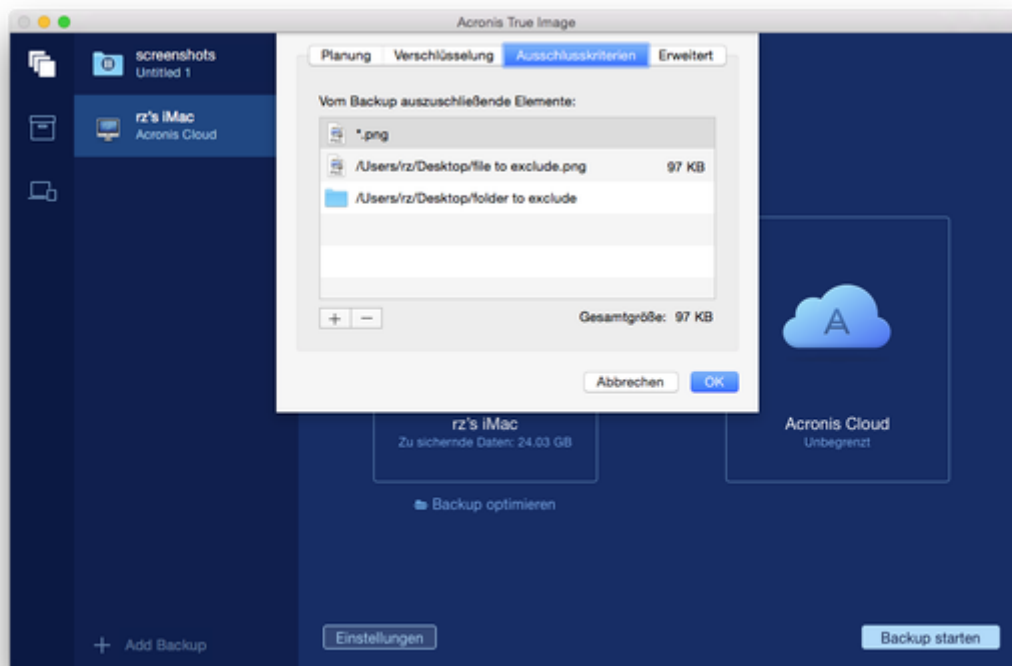 Acronis True Image
screenshots
Untitled 1
rz's iMac
Acronis Cloud
Planung Verschlüsselung Ausschlusskriterien Erweitert
Vom Backup auszuschließende Elemente:
*.png
/Users/rz/Desktop/file to exclude.png 97 KB
/Users/rz/Desktop/folder to exclude
+ −
Gesamtgröße: 97 KB
Abbrechen OK
rz's iMac
Zu sichernde Daten: 24.03 GB
Acronis Cloud
Unbegrenzt
Backup optimieren
+ Add Backup
Einstellungen
Backup starten